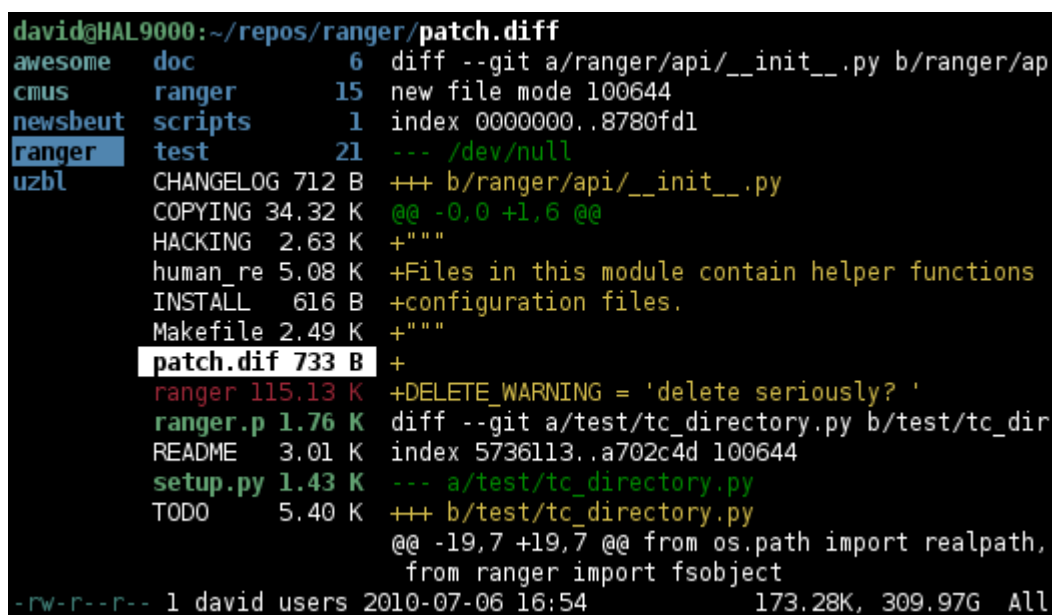 david@HAL9000:~/repos/ranger/patch.diff
awesome doc 6 diff --git a/ranger/api/__init__.py b/ranger/ap
cmus ranger 15 new file mode 100644
newsbeut scripts 1 index 0000000..8780fd1
ranger test 21 --- /dev/null
uzbl CHANGELOG 712 B +++ b/ranger/api/__init__.py
COPYING 34.32 K @@ -0,0 +1,6 @@
HACKING 2.63 K +"""
human_re 5.08 K +Files in this module contain helper functions
INSTALL 616 B +configuration files.
Makefile 2.49 K +"""
patch.dif 733 B +
ranger 115.13 K +DELETE_WARNING = 'delete seriously? '
ranger.p 1.76 K diff --git a/test/tc_directory.py b/test/tc_dir
README 3.01 K index 5736113..a702c4d 100644
setup.py 1.43 K --- a/test/tc_directory.py
TODO 5.40 K +++ b/test/tc_directory.py
@@ -19,7 +19,7 @@ from os.path import realpath,
from ranger import fsobject
-rw-r--r-- 1 david users 2010-07-06 16:54 173.28K, 309.97G All